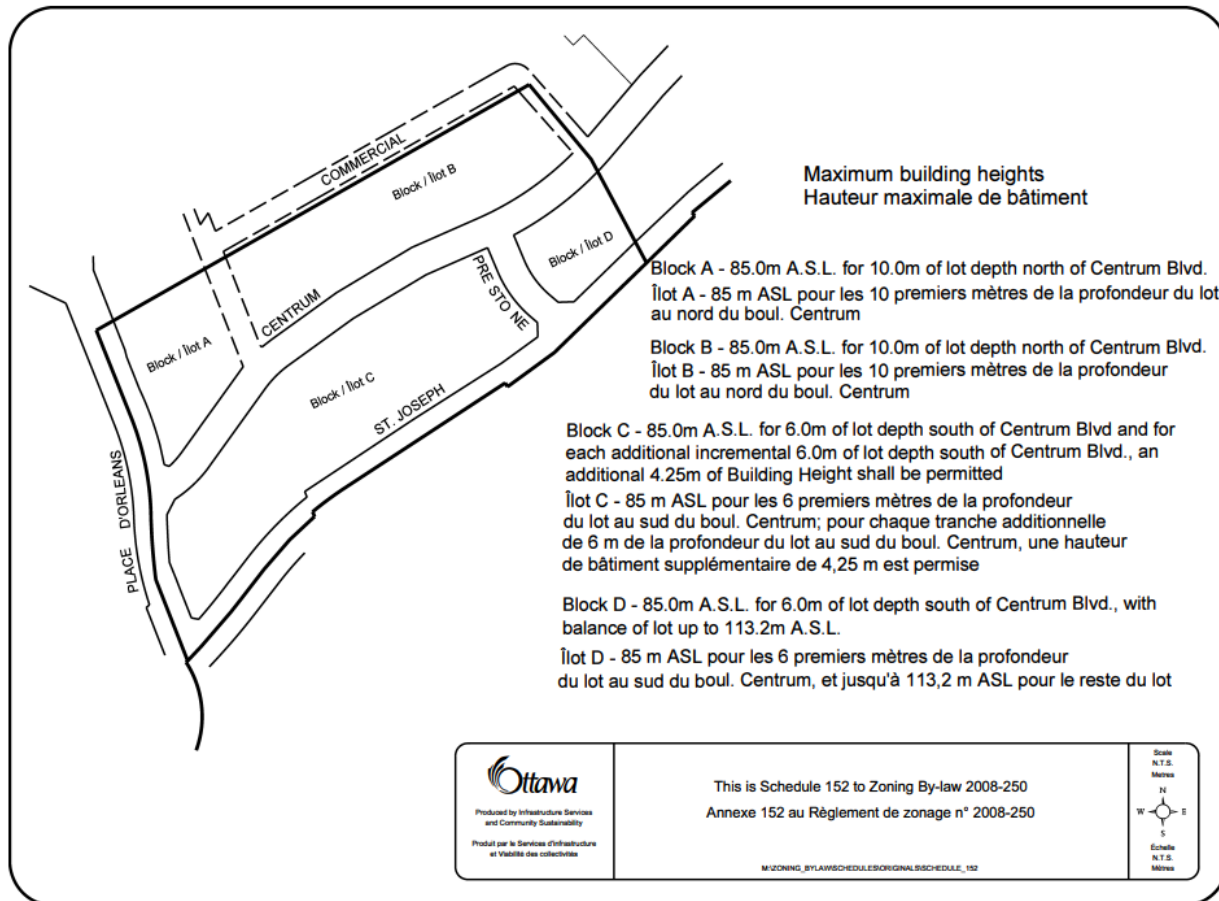 COMMERCIAL
Block / Îlot B
Block / Îlot D
PRESTONE
CENTRUM
Block / Îlot A
Block / Îlot C
ST. JOSEPH
PLACE D'ORLEANS
Maximum building heights
Hauteur maximale de bâtiment
Block A - 85.0m A.S.L. for 10.0m of lot depth north of Centrum Blvd.
Îlot A - 85 m ASL pour les 10 premiers mètres de la profondeur du lot
au nord du boul. Centrum
Block B - 85.0m A.S.L. for 10.0m of lot depth north of Centrum Blvd.
Îlot B - 85 m ASL pour les 10 premiers mètres de la profondeur
du lot au nord du boul. Centrum
Block C - 85.0m A.S.L. for 6.0m of lot depth south of Centrum Blvd and for
each additional incremental 6.0m of lot depth south of Centrum Blvd., an
additional 4.25m of Building Height shall be permitted
Îlot C - 85 m ASL pour les 6 premiers mètres de la profondeur
du lot au sud du boul. Centrum; pour chaque tranche additionnelle
de 6 m de la profondeur du lot au sud du boul. Centrum, une hauteur
de bâtiment supplémentaire de 4,25 m est permise
Block D - 85.0m A.S.L. for 6.0m of lot depth south of Centrum Blvd., with
balance of lot up to 113.2m A.S.L.
Îlot D - 85 m ASL pour les 6 premiers mètres de la profondeur
du lot au sud du boul. Centrum, et jusqu'à 113,2 m ASL pour le reste du lot
Ottawa
Produced by Infrastructure Services
and Community Sustainability
Produit par le Services d'infrastructure
et Viabilité des collectivités
This is Schedule 152 to Zoning By-law 2008-250
Annexe 152 au Règlement de zonage n° 2008-250
M:\ZONING_BYLAW\SCHEDULES\ORIGINALS\SCHEDULE_152
Scale
N.T.S.
Metres
N
W E
S
Échelle
N.T.S.
Mètres